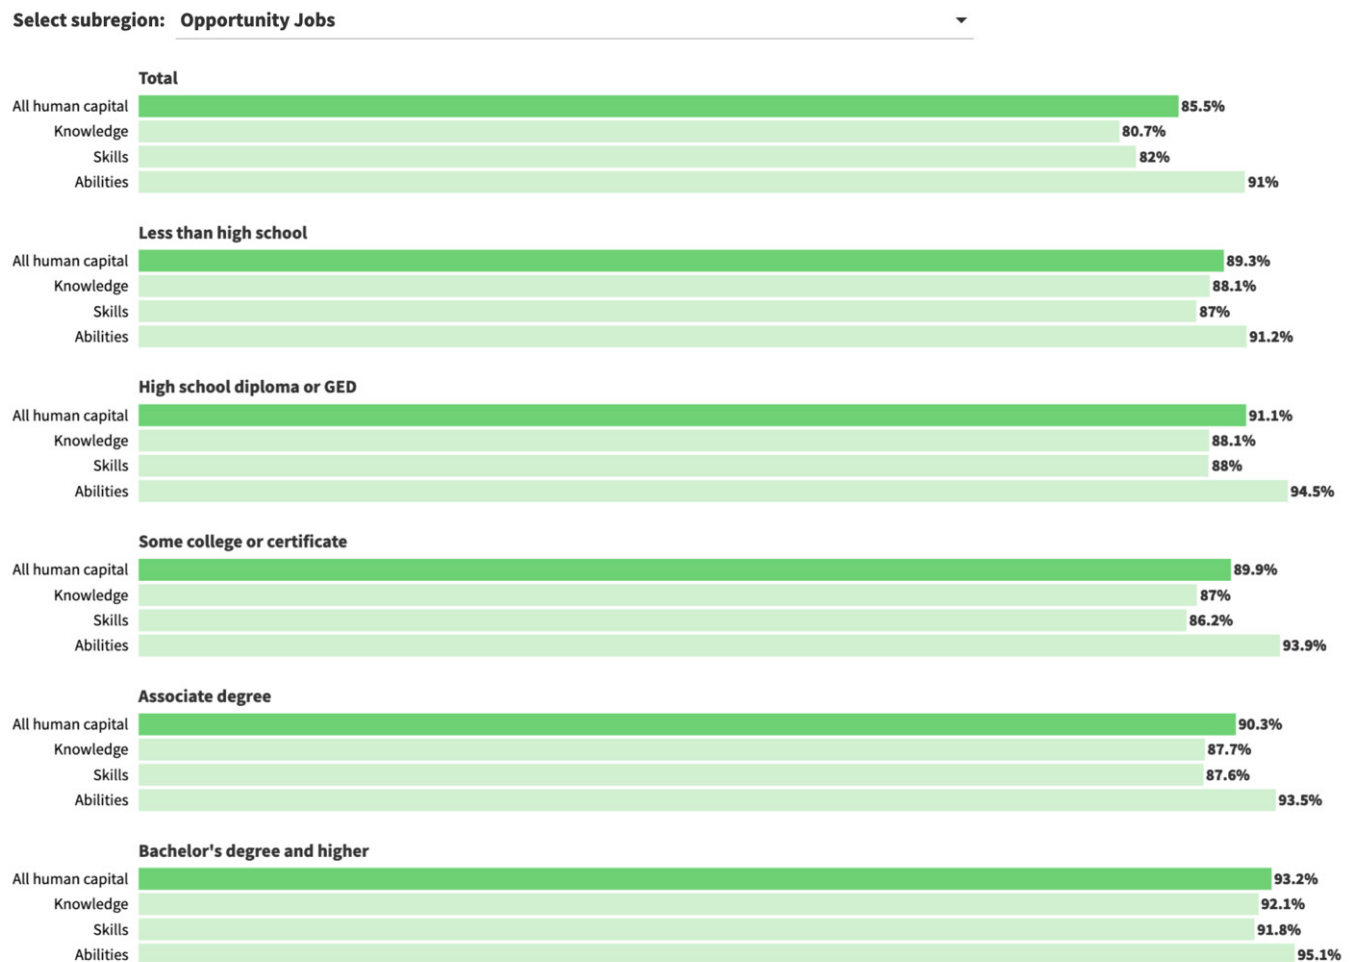 Select subregion: Opportunity Jobs
Total
All human capital 85.5%
Knowledge 80.7%
Skills 82%
Abilities 91%
Less than high school
All human capital 89.3%
Knowledge 88.1%
Skills 87%
Abilities 91.2%
High school diploma or GED
All human capital 91.1%
Knowledge 88.1%
Skills 88%
Abilities 94.5%
Some college or certificate
All human capital 89.9%
Knowledge 87%
Skills 86.2%
Abilities 93.9%
Associate degree
All human capital 90.3%
Knowledge 87.7%
Skills 87.6%
Abilities 93.5%
Bachelor's degree and higher
All human capital 93.2%
Knowledge 92.1%
Skills 91.8%
Abilities 95.1%